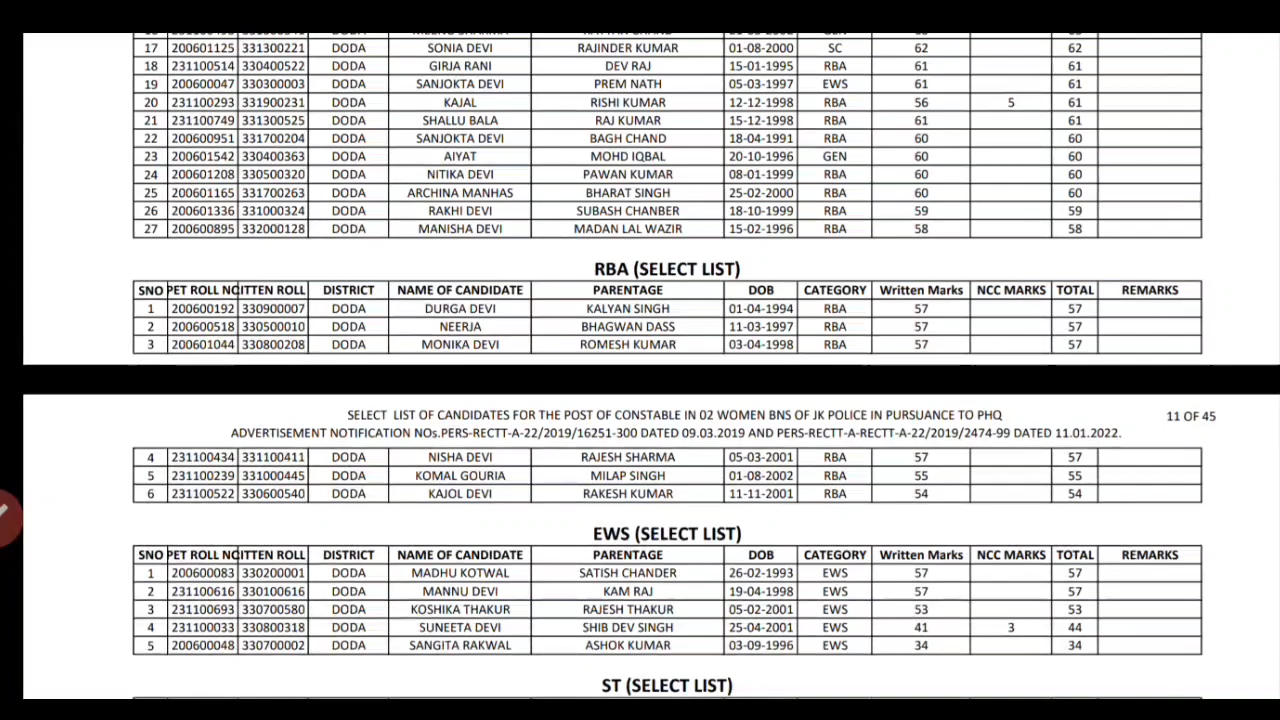 17 200601125 331300221 DODA SONIA DEVI RAJINDER KUMAR 01-08-2000 SC 62 62
18 231100514 330400522 DODA GIRJA RANI DEV RAJ 15-01-1995 RBA 61 61
19 200600047 330300003 DODA SANJOKTA DEVI PREM NATH 05-03-1997 EWS 61 61
20 231100293 331900231 DODA KAJAL RISHI KUMAR 12-12-1998 RBA 56 5 61
21 231100749 331300525 DODA SHALLU BALA RAJ KUMAR 15-12-1998 RBA 61 61
22 200600951 331700204 DODA SANJOKTA DEVI BAGH CHAND 18-04-1991 RBA 60 60
23 200601542 330400363 DODA AIYAT MOHD IQBAL 20-10-1996 GEN 60 60
24 200601208 330500320 DODA NITIKA DEVI PAWAN KUMAR 08-01-1999 RBA 60 60
25 200601165 331700263 DODA ARCHINA MANHAS BHARAT SINGH 25-02-2000 RBA 60 60
26 200601336 331000324 DODA RAKHI DEVI SUBASH CHANBER 18-10-1999 RBA 59 59
27 200600895 332000128 DODA MANISHA DEVI MADAN LAL WAZIR 15-02-1996 RBA 58 58
RBA (SELECT LIST)
SNO PET ROLL NO ITTEN ROLL DISTRICT NAME OF CANDIDATE PARENTAGE DOB CATEGORY Written Marks NCC MARKS TOTAL REMARKS
1 200600192 330900007 DODA DURGA DEVI KALYAN SINGH 01-04-1994 RBA 57 57
2 200600518 330500010 DODA NEERJA BHAGWAN DASS 11-03-1997 RBA 57 57
3 200601044 330800208 DODA MONIKA DEVI ROMESH KUMAR 03-04-1998 RBA 57 57
SELECT LIST OF CANDIDATES FOR THE POST OF CONSTABLE IN 02 WOMEN BNS OF JK POLICE IN PURSUANCE TO PHQ 11 OF 45
ADVERTISEMENT NOTIFICATION NOs.PERS-RECTT-A-22/2019/16251-300 DATED 09.03.2019 AND PERS-RECTT-A-RECTT-A-22/2019/2474-99 DATED 11.01.2022.
4 231100434 331100411 DODA NISHA DEVI RAJESH SHARMA 05-03-2001 RBA 57 57
5 231100239 331000445 DODA KOMAL GOURIA MILAP SINGH 01-08-2002 RBA 55 55
6 231100522 330600540 DODA KAJOL DEVI RAKESH KUMAR 11-11-2001 RBA 54 54
EWS (SELECT LIST)
SNO PET ROLL NO ITTEN ROLL DISTRICT NAME OF CANDIDATE PARENTAGE DOB CATEGORY Written Marks NCC MARKS TOTAL REMARKS
1 200600083 330200001 DODA MADHU KOTWAL SATISH CHANDER 26-02-1993 EWS 57 57
2 231100616 330100616 DODA MANNU DEVI KAM RAJ 19-04-1998 EWS 57 57
3 231100693 330700580 DODA KOSHIKA THAKUR RAJESH THAKUR 05-02-2001 EWS 53 53
4 231100033 330800318 DODA SUNEETA DEVI SHIB DEV SINGH 25-04-2001 EWS 41 3 44
5 200600048 330700002 DODA SANGITA RAKWAL ASHOK KUMAR 03-09-1996 EWS 34 34
ST (SELECT LIST)